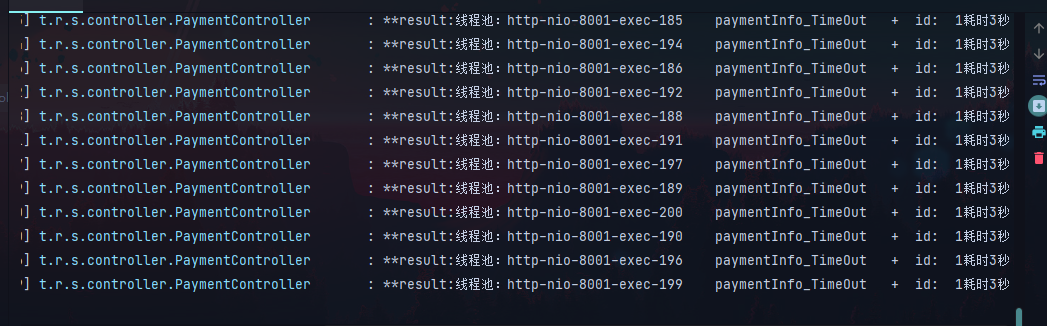 ] t.r.s.controller.PaymentController : **result:线程池：http-nio-8001-exec-185 paymentInfo_TimeOut + id: 1耗时3秒
] t.r.s.controller.PaymentController : **result:线程池：http-nio-8001-exec-194 paymentInfo_TimeOut + id: 1耗时3秒
] t.r.s.controller.PaymentController : **result:线程池：http-nio-8001-exec-186 paymentInfo_TimeOut + id: 1耗时3秒
] t.r.s.controller.PaymentController : **result:线程池：http-nio-8001-exec-192 paymentInfo_TimeOut + id: 1耗时3秒
] t.r.s.controller.PaymentController : **result:线程池：http-nio-8001-exec-188 paymentInfo_TimeOut + id: 1耗时3秒
] t.r.s.controller.PaymentController : **result:线程池：http-nio-8001-exec-191 paymentInfo_TimeOut + id: 1耗时3秒
] t.r.s.controller.PaymentController : **result:线程池：http-nio-8001-exec-197 paymentInfo_TimeOut + id: 1耗时3秒
] t.r.s.controller.PaymentController : **result:线程池：http-nio-8001-exec-189 paymentInfo_TimeOut + id: 1耗时3秒
] t.r.s.controller.PaymentController : **result:线程池：http-nio-8001-exec-200 paymentInfo_TimeOut + id: 1耗时3秒
] t.r.s.controller.PaymentController : **result:线程池：http-nio-8001-exec-190 paymentInfo_TimeOut + id: 1耗时3秒
] t.r.s.controller.PaymentController : **result:线程池：http-nio-8001-exec-196 paymentInfo_TimeOut + id: 1耗时3秒
] t.r.s.controller.PaymentController : **result:线程池：http-nio-8001-exec-199 paymentInfo_TimeOut + id: 1耗时3秒